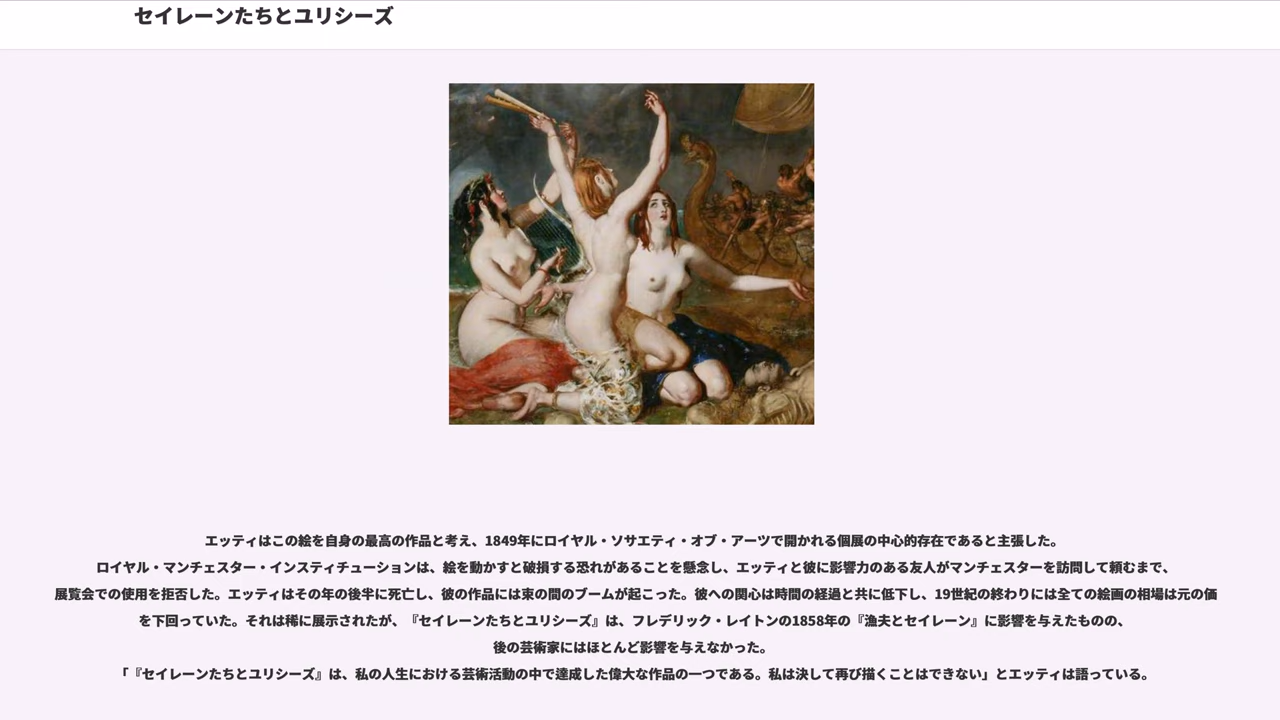 セイレーンたちとユリシーズ
エッティはこの絵を自身の最高の作品と考え、1849年にロイヤル・ソサエティ・オブ・アーツで開かれる個展の中心的存在であると主張した。
ロイヤル・マンチェスター・インスティチューションは、絵を動かすと破損する恐れがあることを懸念し、エッティと彼に影響力のある友人がマンチェスターを訪問して頼むまで、
展覧会での使用を拒否した。エッティはその年の後半に死亡し、彼の作品には束の間のブームが起こった。彼への関心は時間の経過と共に低下し、19世紀の終わりには全ての絵画の相場は元の価
を下回っていた。それは稀に展示されたが、『セイレーンたちとユリシーズ』は、フレデリック・レイトンの1858年の『漁夫とセイレーン』に影響を与えたものの、
後の芸術家にはほとんど影響を与えなかった。
「『セイレーンたちとユリシーズ』は、私の人生における芸術活動の中で達成した偉大な作品の一つである。私は決して再び描くことはできない」とエッティは語っている。